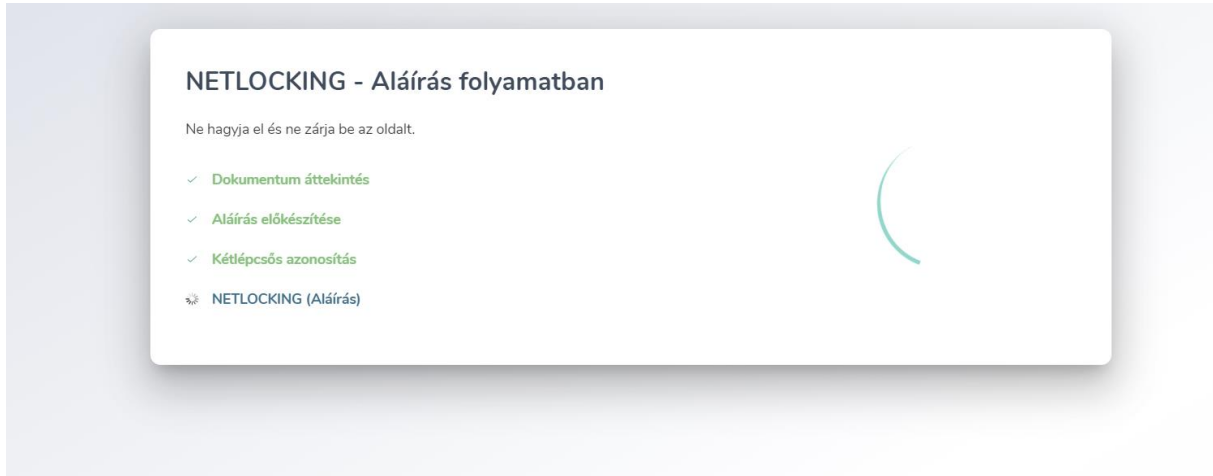 NETLOCKING - Aláírás folyamatban
Ne hagyja el és ne zárja be az oldalt.
Dokumentum áttekintés
Aláírás előkészítése
Kétlépcsős azonosítás
NETLOCKING (Aláírás)